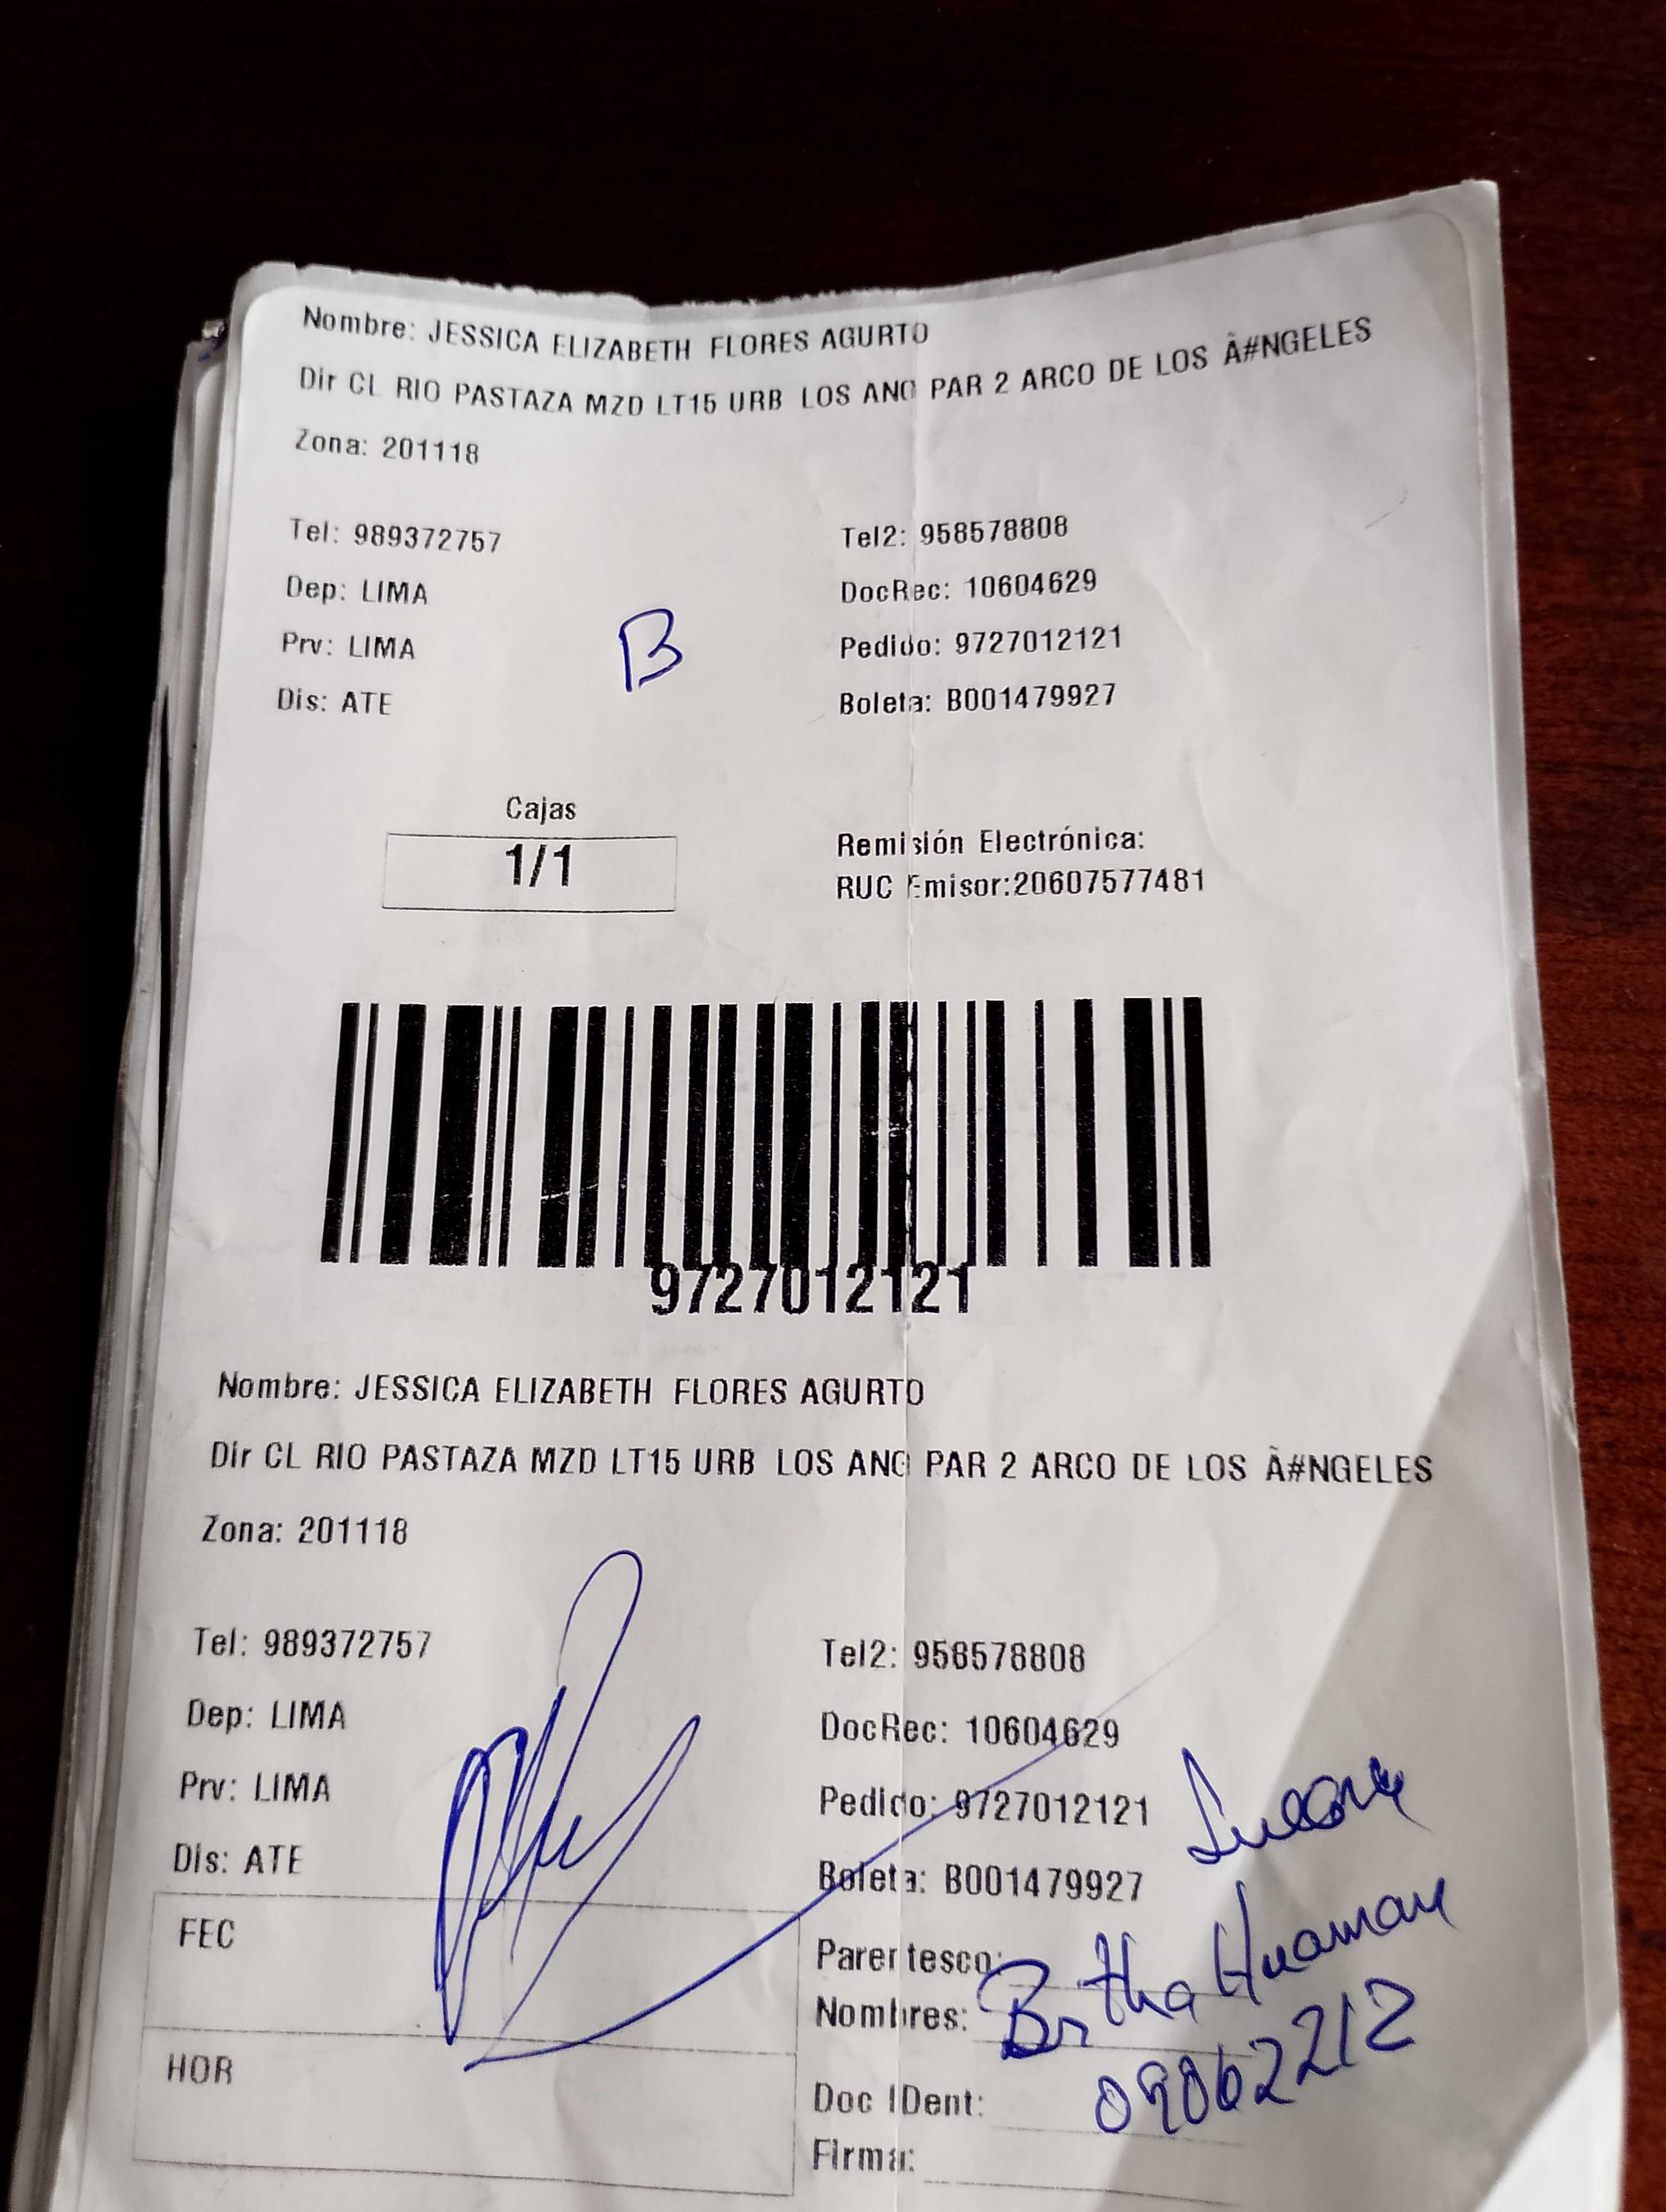 Nombre: JESSICA ELIZABETH FLORES AGURTO
Dir CL RIO PASTAZA MZD LT15 URB LOS ANG PAR 2 ARCO DE LOS Ã#NGELES
Zona: 201118
Tel: 989372757 Tel2: 958578808
Dep: LIMA DocRec: 10604629
Prv: LIMA B Pedido: 9727012121
Dis: ATE Boleta: B001479927
Cajas
1/1
Remisión Electrónica:
RUC Emisor:20607577481
9727012121
Nombre: JESSICA ELIZABETH FLORES AGURTO
Dir CL RIO PASTAZA MZD LT15 URB LOS ANG PAR 2 ARCO DE LOS Ã#NGELES
Zona: 201118
Tel: 989372757 Tel2: 958578808
Dep: LIMA DocRec: 10604629
Prv: LIMA Pedido: 9727012121
Dis: ATE Boleta: B001479927
FEC
Parentesco:
Nombres: Bertha Huaman
HOR
Doc IDent: 09062212
Firma: